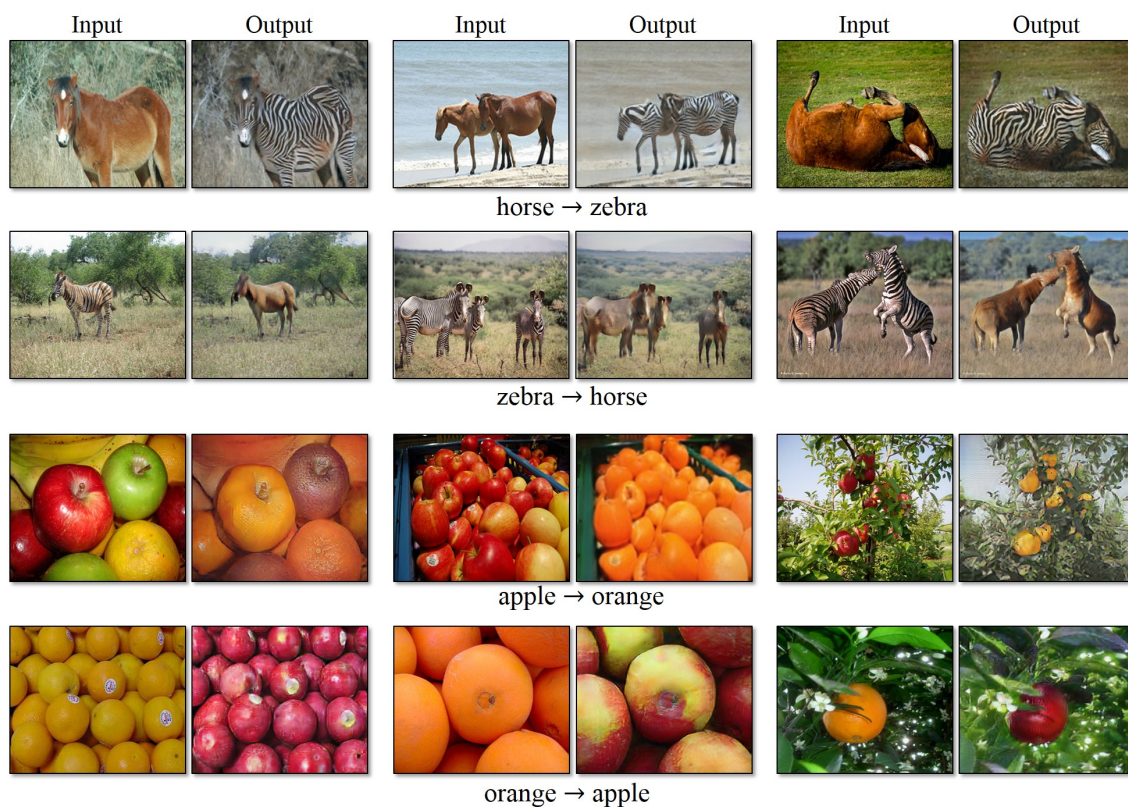 Input Output Input Output Input Output
horse → zebra
zebra → horse
apple → orange
orange → apple